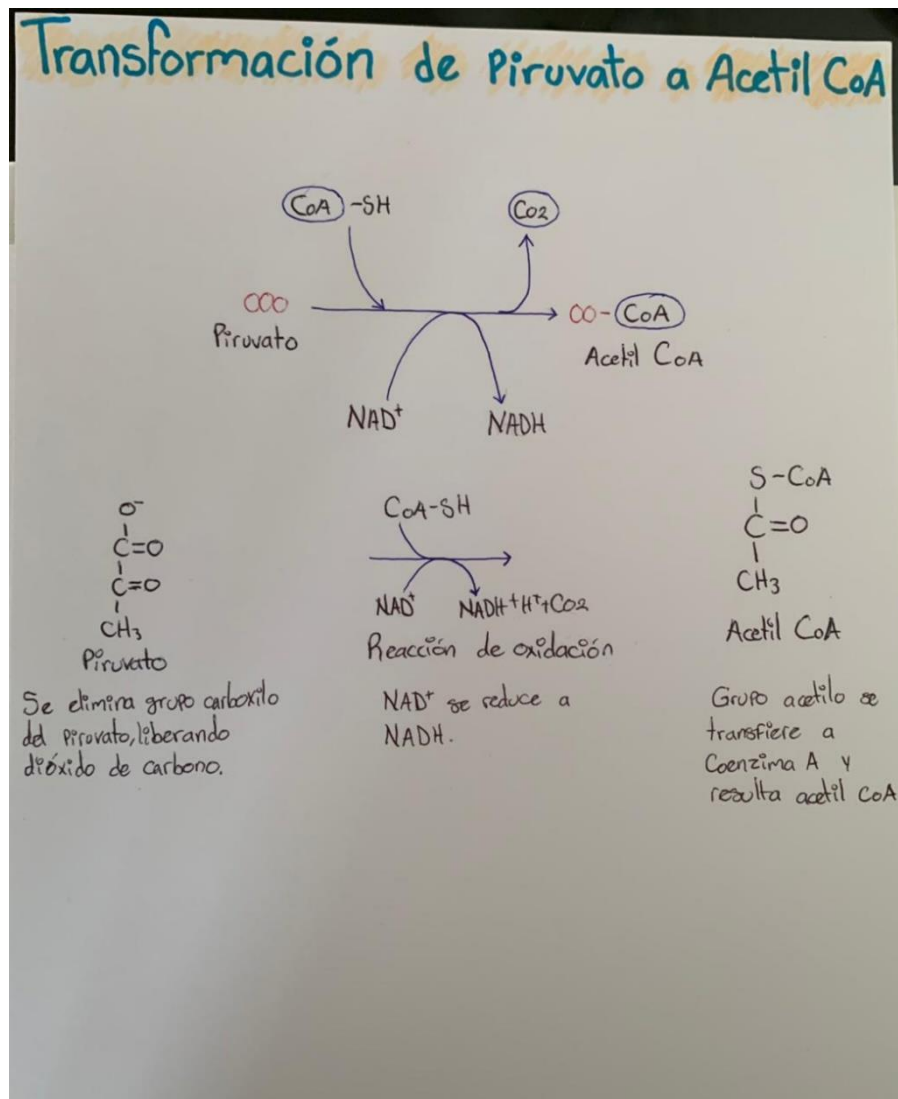 Transformación de Piruvato a Acetil CoA
CoA -SH
Co2
Piruvato
CoA
Acetil CoA
NAD+
NADH
O-
C=O
C=O
CH3
Piruvato
CoA-SH
NAD+ NADH+H++CO2
Reacción de oxidación
S-CoA
C=O
CH3
Acetil CoA
Se elimina grupo carboxilo
del piruvato, liberando
dióxido de carbono.
NAD+ se reduce a
NADH.
Grupo acetilo se
transfiere a
Coenzima A y
resulta acetil CoA